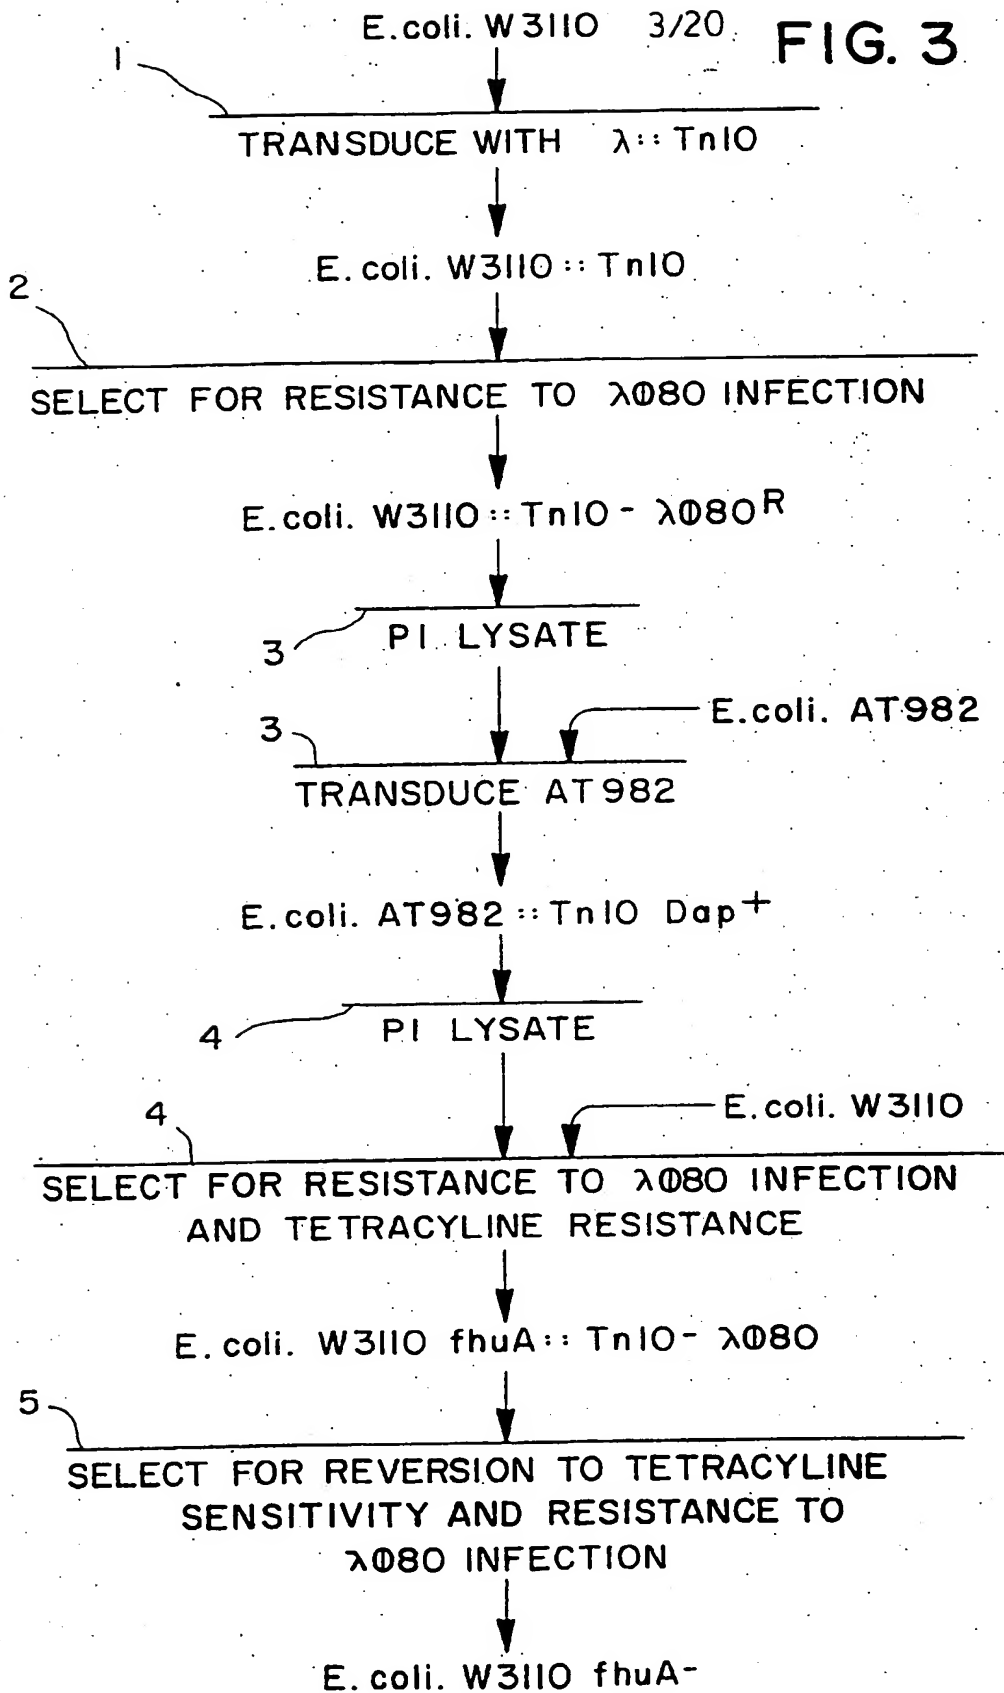 E.coli. W3110 3/20
FIG. 3
1
TRANSDUCE WITH λ::Tn10
E.coli. W3110::Tn10
2
SELECT FOR RESISTANCE TO λΦ80 INFECTION
E.coli. W3110::Tn10 - λΦ80R
3
P1 LYSATE
3
E.coli. AT982
TRANSDUCE AT982
E.coli. AT982::Tn10 Dap+
4
P1 LYSATE
4
E.coli. W3110
SELECT FOR RESISTANCE TO λΦ80 INFECTION
AND TETRACYLINE RESISTANCE
E.coli. W3110 fhuA::Tn10 - λΦ80
5
SELECT FOR REVERSION TO TETRACYLINE
SENSITIVITY AND RESISTANCE TO
λΦ80 INFECTION
E.coli. W3110 fhuA-